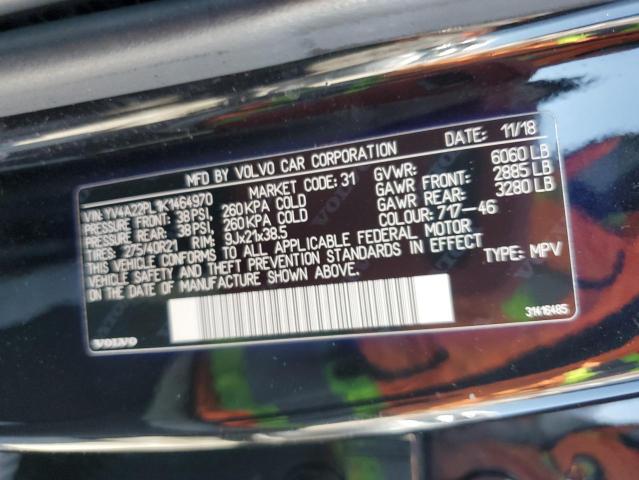 MFD BY VOLVO CAR CORPORATION DATE: 11/18
VIN: YV4A22PL1K1464970 MARKET CODE: 31 GVWR: 6060 LB
PRESSURE FRONT: 38 PSI, 260 KPA COLD GAWR FRONT: 2885 LB
PRESSURE REAR: 38 PSI, 260 KPA COLD GAWR REAR: 3280 LB
TIRES: 275/40R21 RIM: 9Jx21x38.5 COLOUR: 717-46
THIS VEHICLE CONFORMS TO ALL APPLICABLE FEDERAL MOTOR
VEHICLE SAFETY AND THEFT PREVENTION STANDARDS IN EFFECT
ON DATE OF MANUFACTURE SHOWN ABOVE. TYPE: MPV
31416485
VOLVO